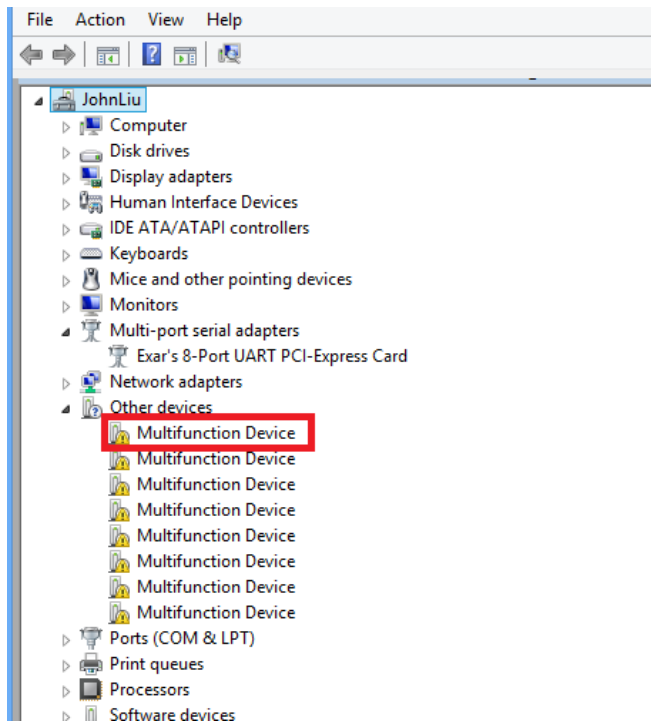 File Action View Help
JohnLiu
Computer
Disk drives
Display adapters
Human Interface Devices
IDE ATA/ATAPI controllers
Keyboards
Mice and other pointing devices
Monitors
Multi-port serial adapters
Exar's 8-Port UART PCI-Express Card
Network adapters
Other devices
Multifunction Device
Multifunction Device
Multifunction Device
Multifunction Device
Multifunction Device
Multifunction Device
Multifunction Device
Multifunction Device
Ports (COM & LPT)
Print queues
Processors
Software devices